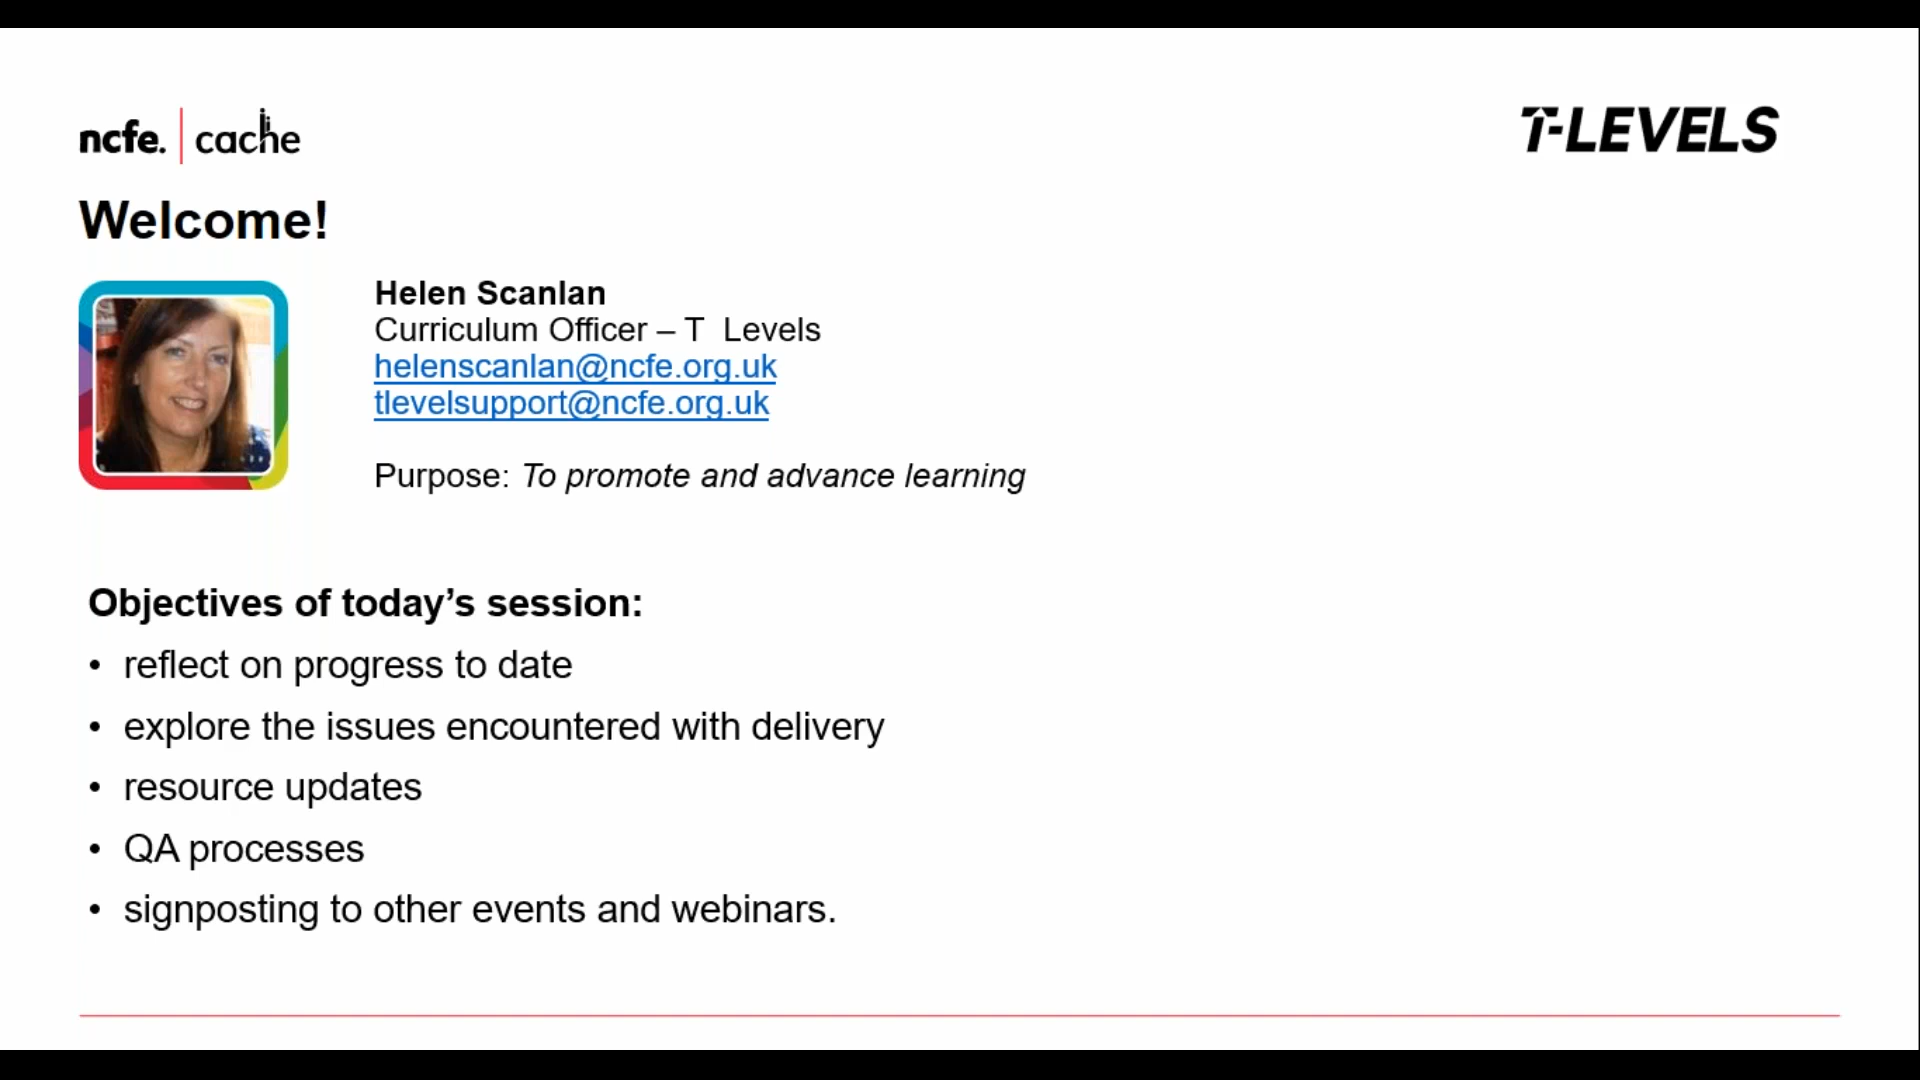 ncfe. cache
T-LEVELS
Welcome!
Helen Scanlan
Curriculum Officer – T  Levels
helenscanlan@ncfe.org.uk
tlevelsupport@ncfe.org.uk
Purpose: To promote and advance learning
Objectives of today’s session:
• reflect on progress to date
• explore the issues encountered with delivery
• resource updates
• QA processes
• signposting to other events and webinars.